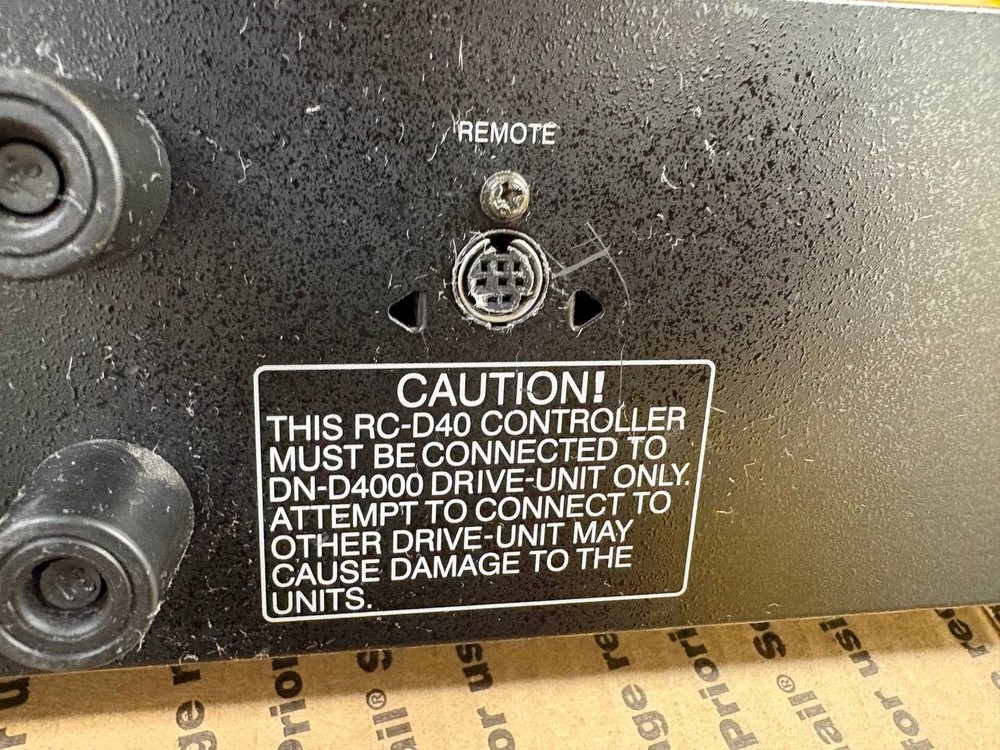 REMOTE
CAUTION!
THIS RC-D40 CONTROLLER
MUST BE CONNECTED TO
DN-D4000 DRIVE-UNIT ONLY.
ATTEMPT TO CONNECT TO
OTHER DRIVE-UNIT MAY
CAUSE DAMAGE TO THE
UNITS.